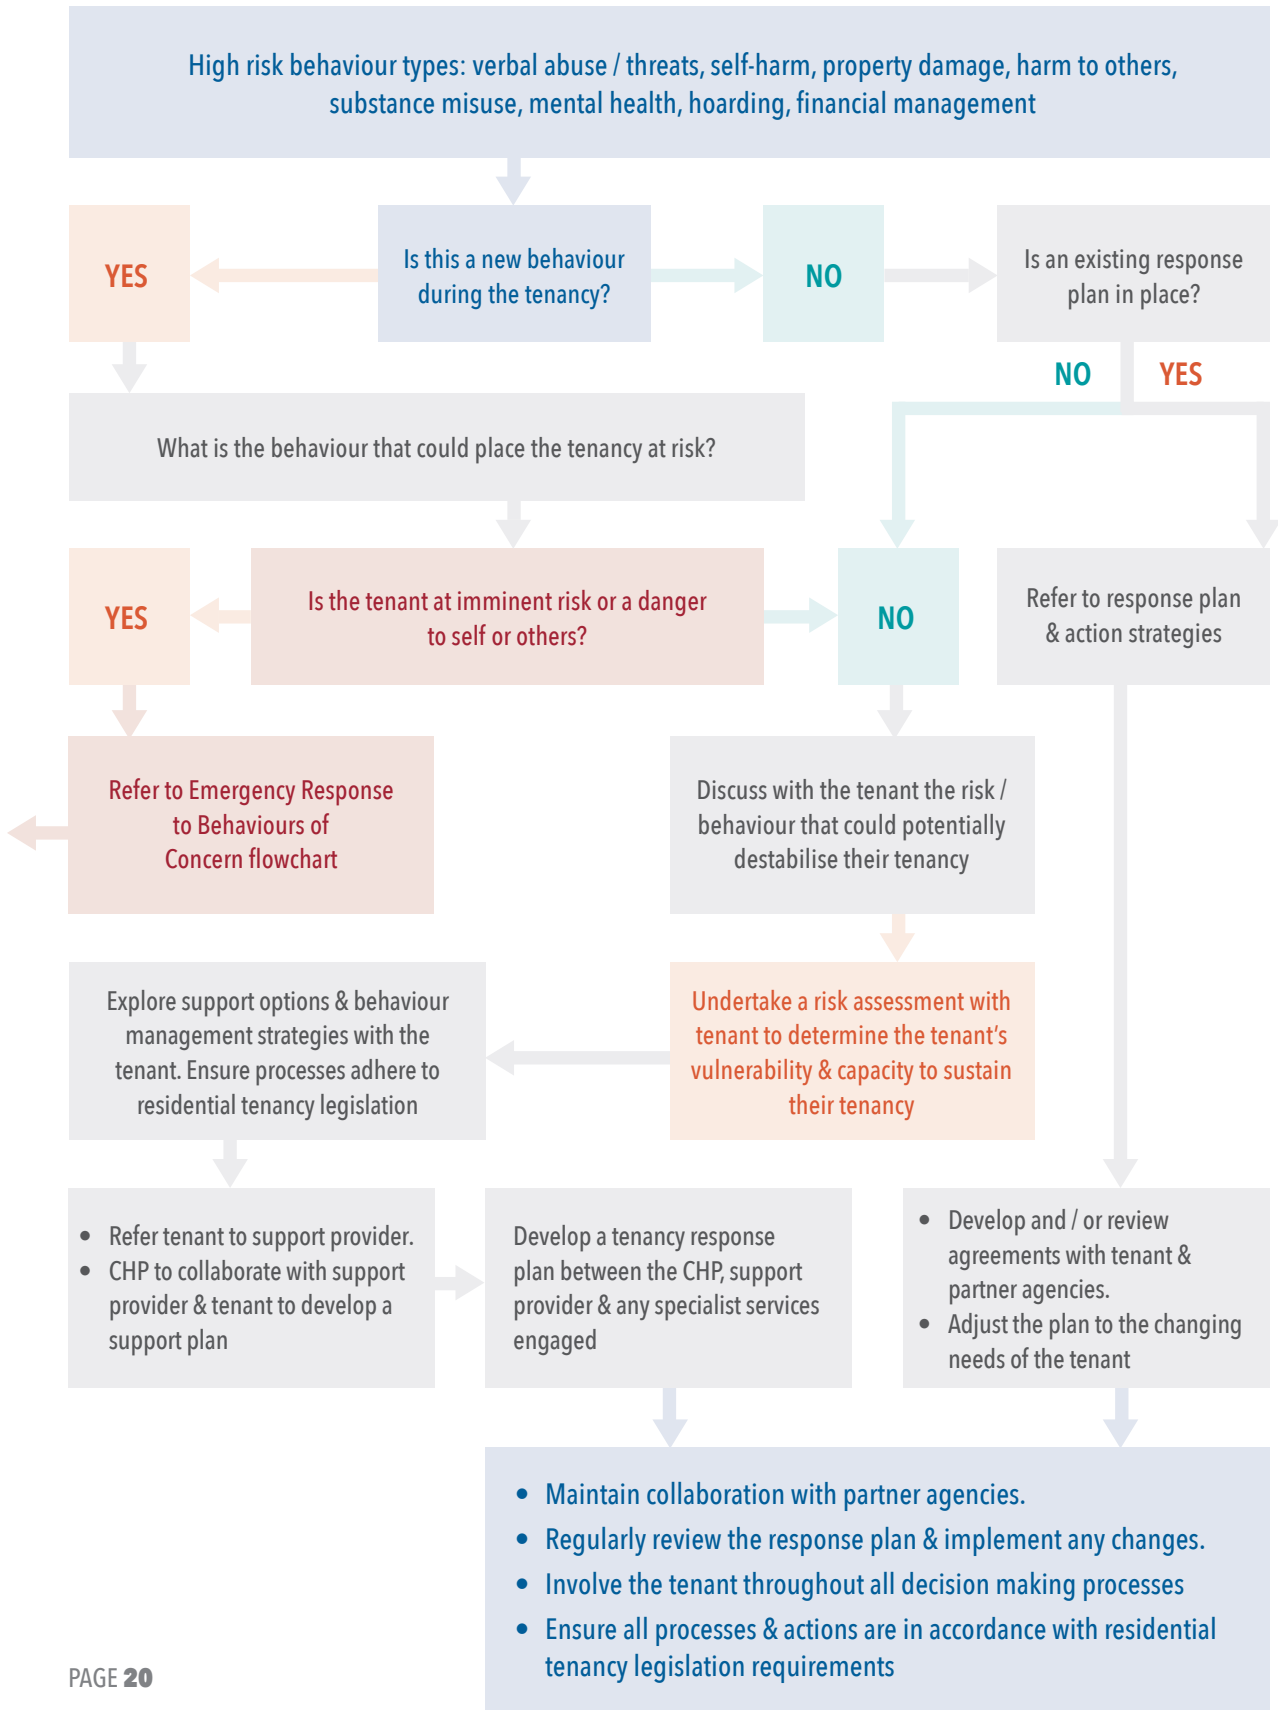 High risk behaviour types: verbal abuse / threats, self-harm, property damage, harm to others,
substance misuse, mental health, hoarding, financial management
YES
Is this a new behaviour
during the tenancy?
NO
Is an existing response
plan in place?
NO
YES
What is the behaviour that could place the tenancy at risk?
YES
Is the tenant at imminent risk or a danger
to self or others?
NO
Refer to response plan
& action strategies
Refer to Emergency Response
to Behaviours of
Concern flowchart
Discuss with the tenant the risk /
behaviour that could potentially
destabilise their tenancy
Explore support options & behaviour
management strategies with the
tenant. Ensure processes adhere to
residential tenancy legislation
Undertake a risk assessment with
tenant to determine the tenant’s
vulnerability & capacity to sustain
their tenancy
• Refer tenant to support provider.
• CHP to collaborate with support
provider & tenant to develop a
support plan
Develop a tenancy response
plan between the CHP, support
provider & any specialist services
engaged
• Develop and / or review
agreements with tenant &
partner agencies.
• Adjust the plan to the changing
needs of the tenant
• Maintain collaboration with partner agencies.
• Regularly review the response plan & implement any changes.
• Involve the tenant throughout all decision making processes
• Ensure all processes & actions are in accordance with residential
tenancy legislation requirements
PAGE 20